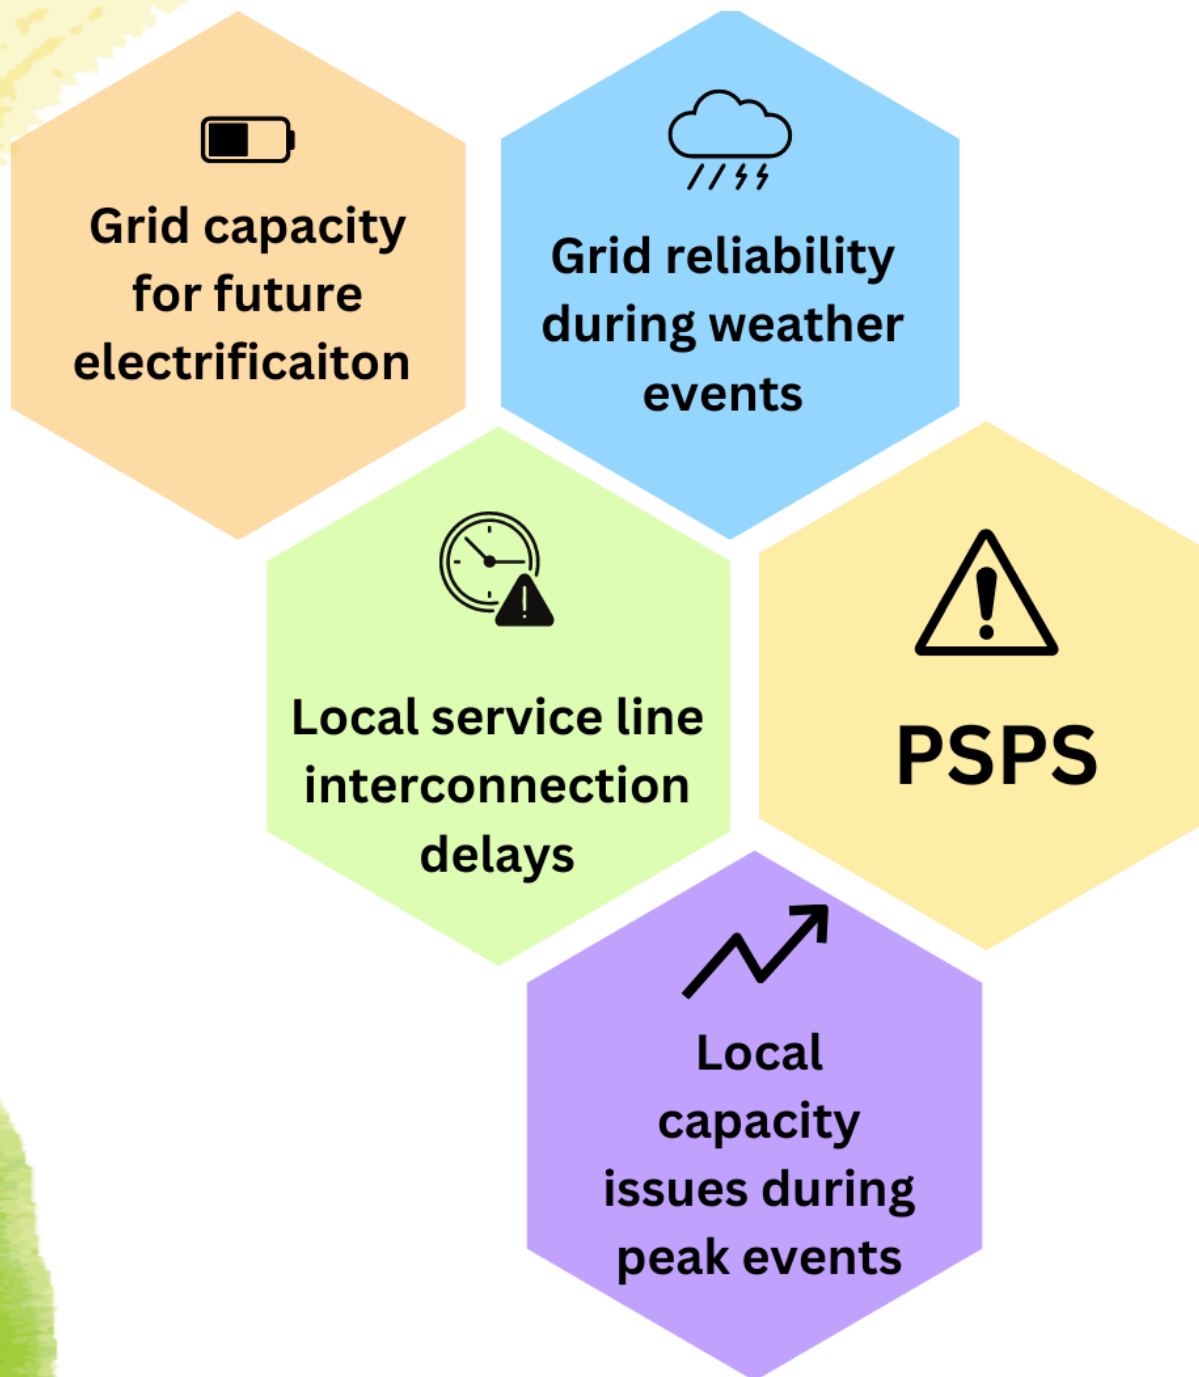 Grid capacity
for future
electrificaiton
Grid reliability
during weather
events
Local service line
interconnection
delays
PSPS
Local
capacity
issues during
peak events